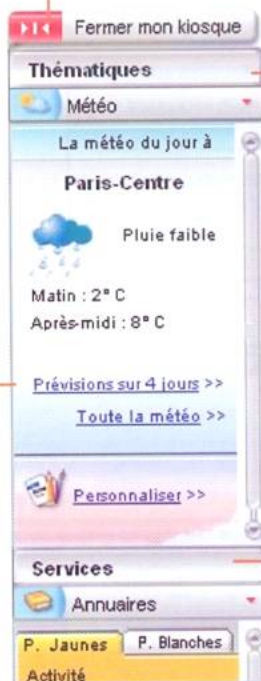 Fermer mon kiosque
Thématiques
Météo
La météo du jour à
Paris-Centre
Pluie faible
Matin : 2° C
Après-midi : 8° C
Prévisions sur 4 jours >>
Toute la météo >>
Personnaliser >>
Services
Annuaires
P. Jaunes P. Blanches
Activité